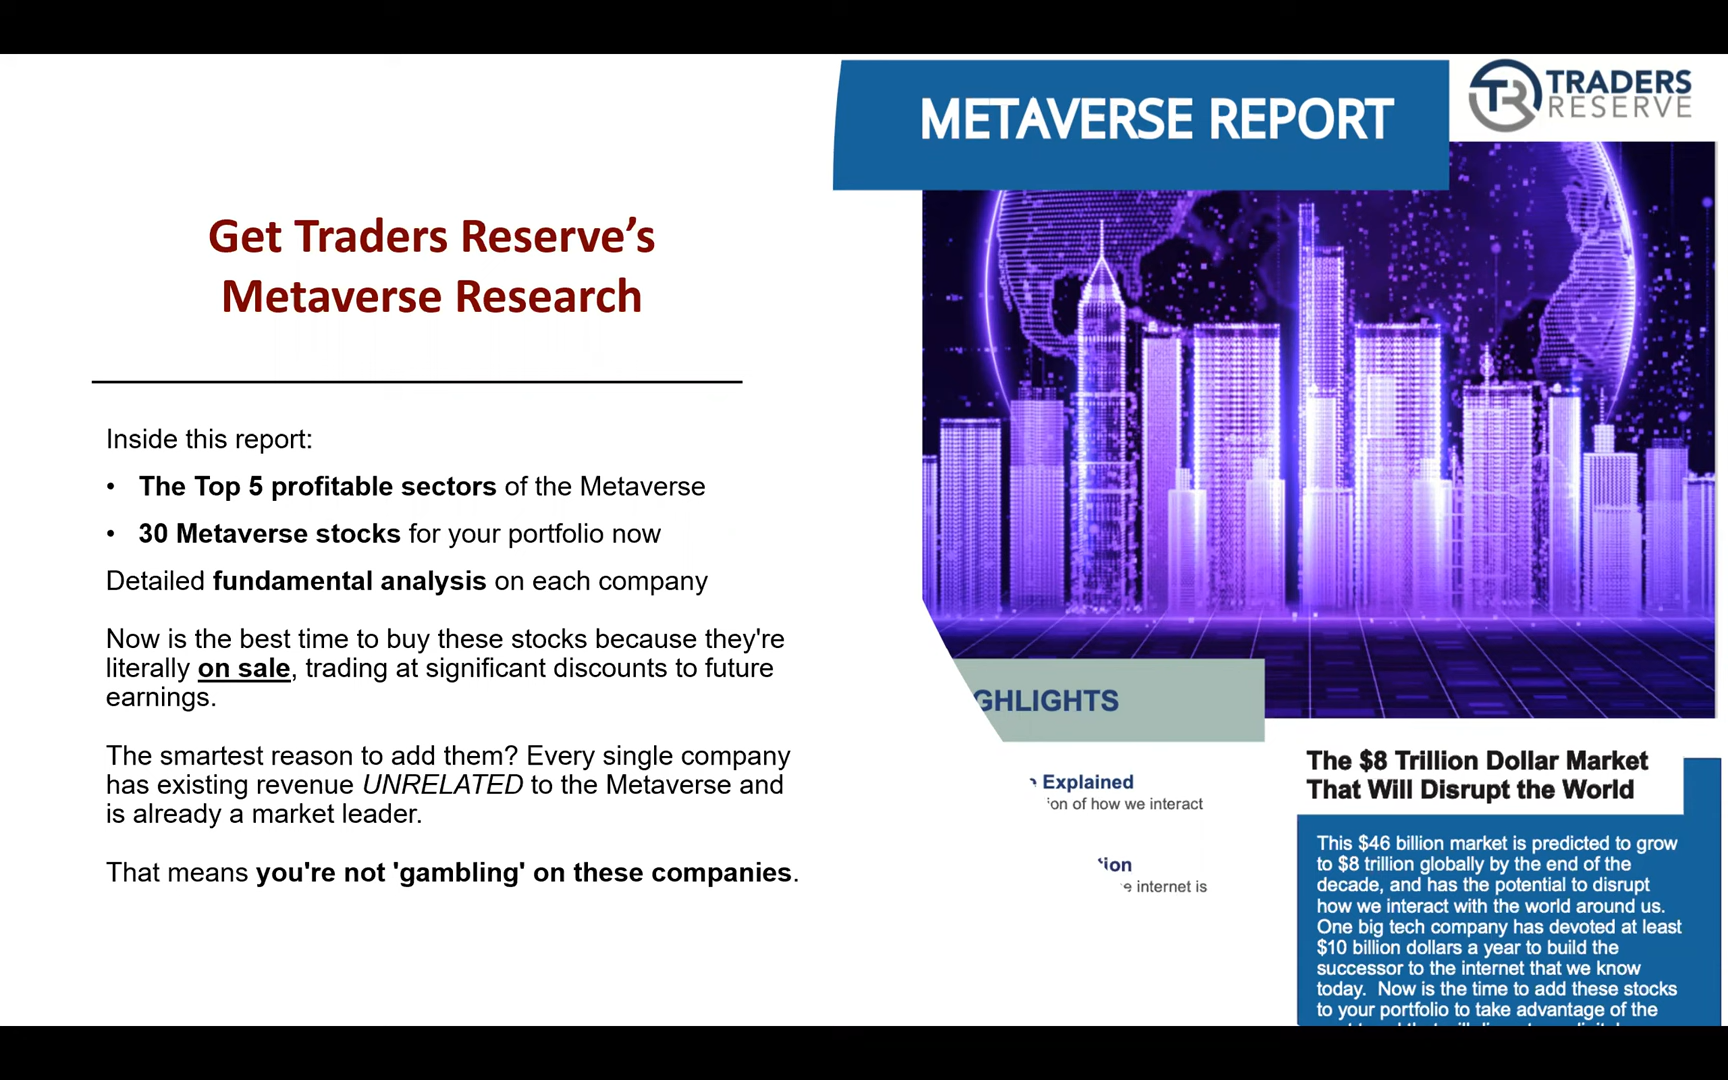 METAVERSE REPORT
TRADERS
RESERVE
Get Traders Reserve’s
Metaverse Research
Inside this report:
• The Top 5 profitable sectors of the Metaverse
• 30 Metaverse stocks for your portfolio now
Detailed fundamental analysis on each company
Now is the best time to buy these stocks because they're
literally on sale, trading at significant discounts to future
earnings.
The smartest reason to add them? Every single company
has existing revenue UNRELATED to the Metaverse and
is already a market leader.
That means you're not 'gambling' on these companies.
GHLIGHTS
Explained
ion of how we interact
tion
internet is
The $8 Trillion Dollar Market
That Will Disrupt the World
This $46 billion market is predicted to grow
to $8 trillion globally by the end of the
decade, and has the potential to disrupt
how we interact with the world around us.
One big tech company has devoted at least
$10 billion dollars a year to build the
successor to the internet that we know
today. Now is the time to add these stocks
to your portfolio to take advantage of the